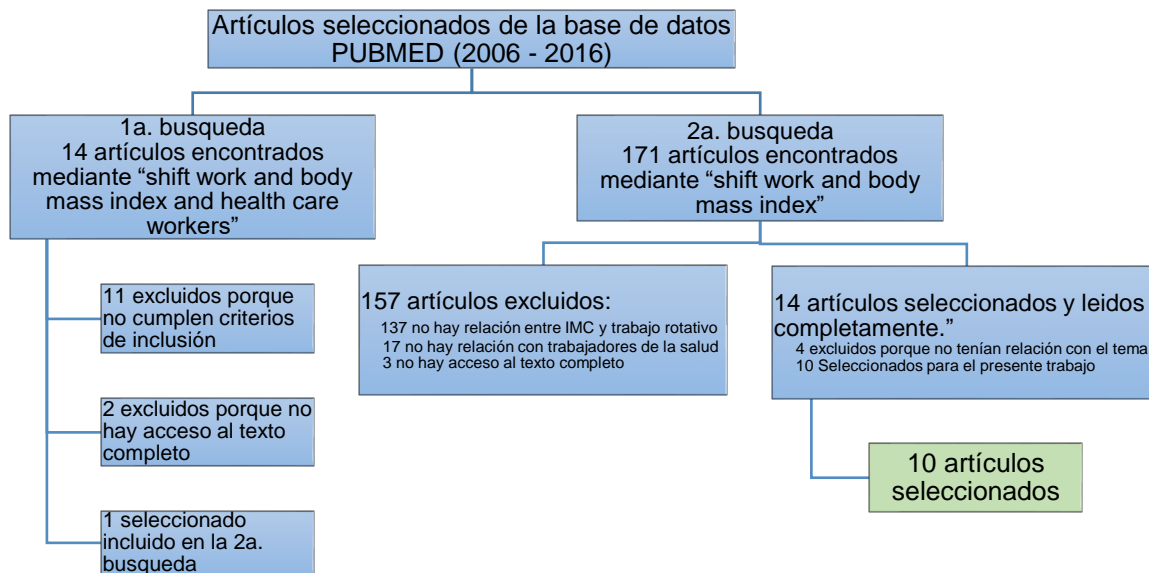 Artículos seleccionados de la base de datos
PUBMED (2006 - 2016)
1a. busqueda
14 artículos encontrados
mediante “shift work and body
mass index and health care
workers”
11 excluidos porque
no cumplen criterios
de inclusión
2 excluidos porque no
hay acceso al texto
completo
1 seleccionado
incluido en la 2a.
busqueda
2a. busqueda
171 artículos encontrados
mediante “shift work and body
mass index”
157 artículos excluidos:
137 no hay relación entre IMC y trabajo rotativo
17 no hay relación con trabajadores de la salud
3 no hay acceso al texto completo
14 artículos seleccionados y leidos
completamente.”
4 excluidos porque no tenían relación con el tema
10 Seleccionados para el presente trabajo
10 artículos
seleccionados